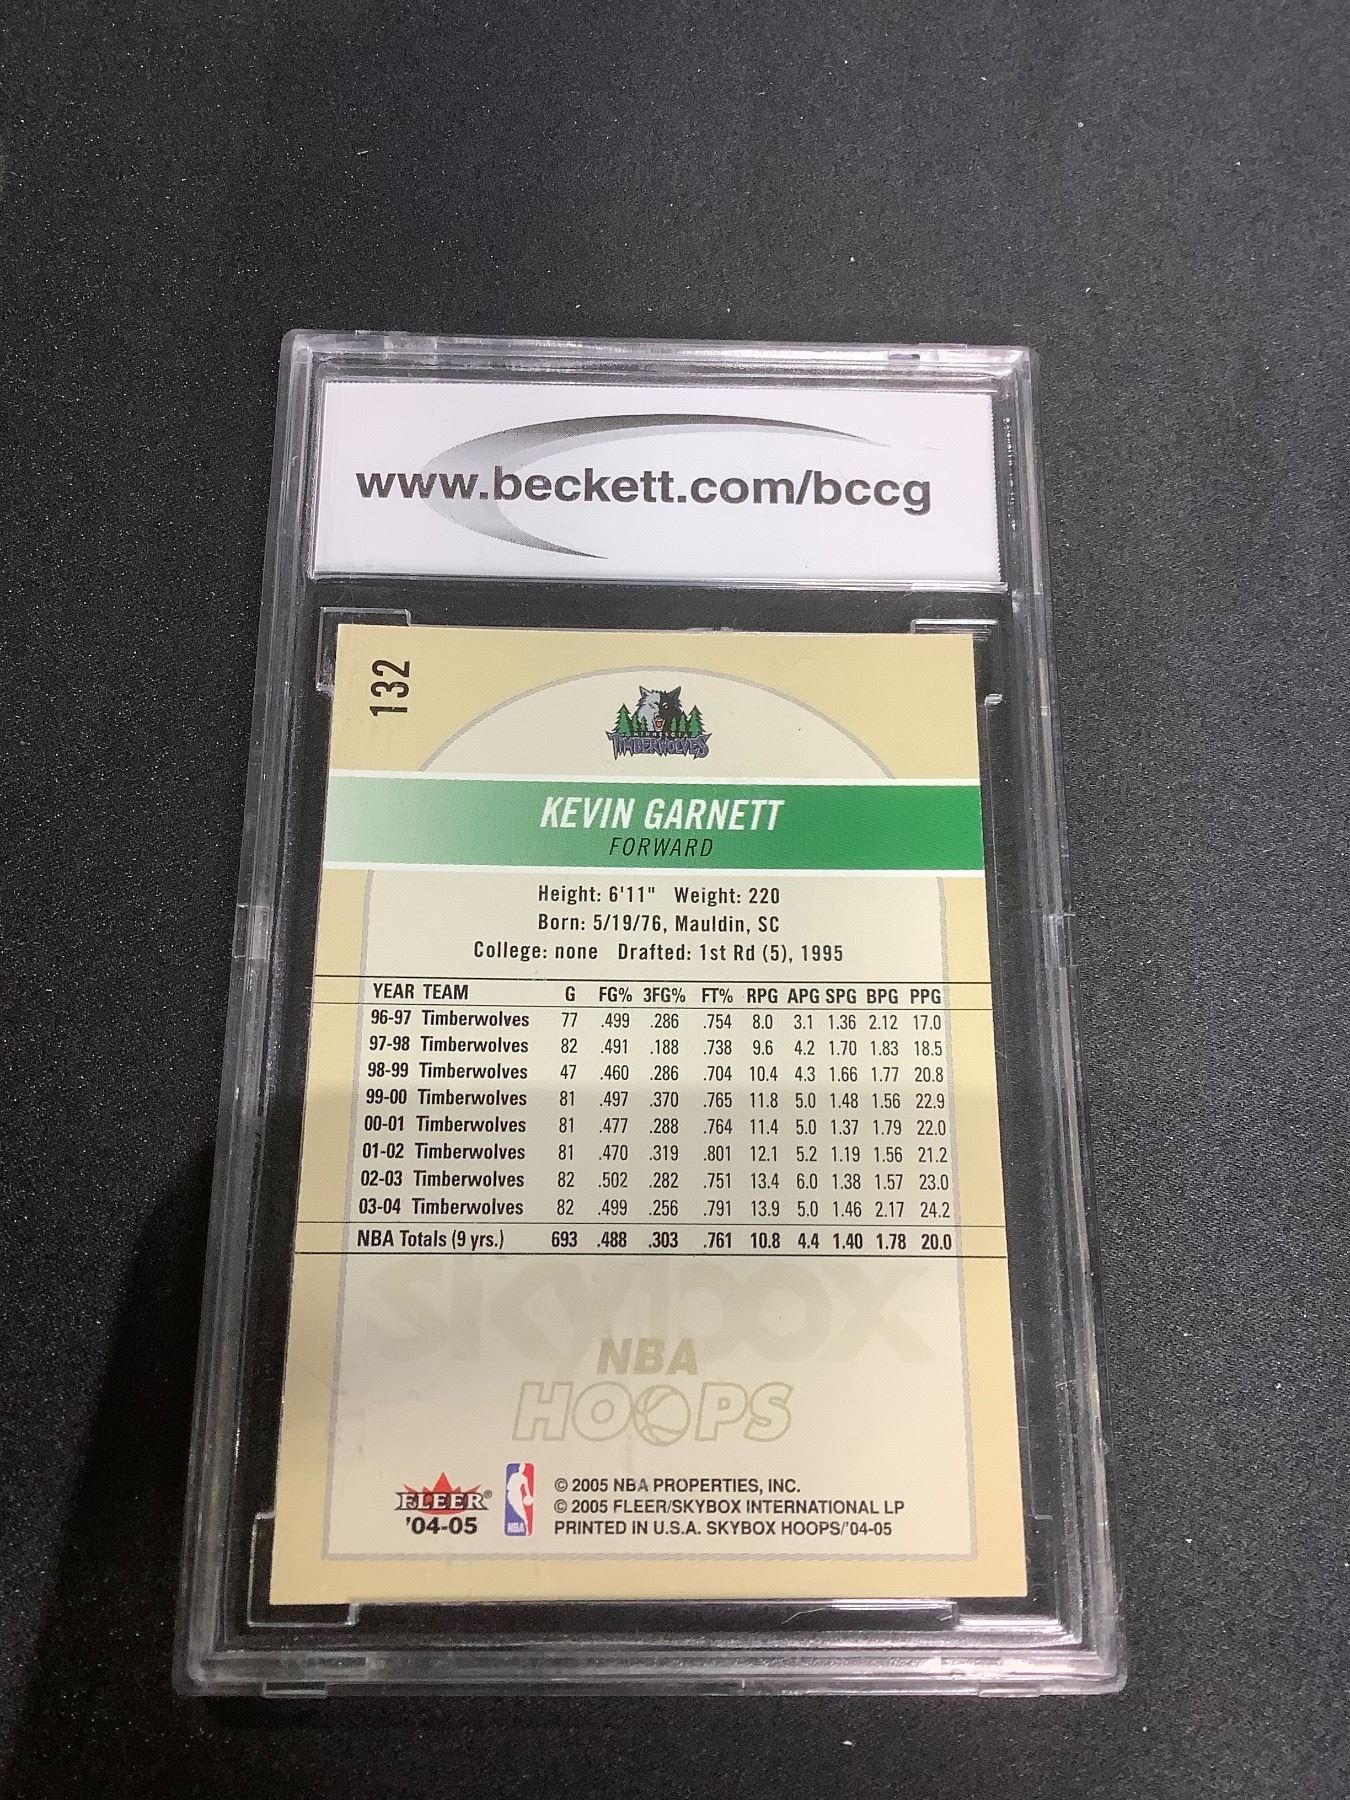 www.beckett.com/bccg
132
MINNESOTA
TIMBERWOLVES
KEVIN GARNETT
FORWARD
Height: 6'11" Weight: 220
Born: 5/19/76, Mauldin, SC
College: none Drafted: 1st Rd (5), 1995
YEAR TEAM G FG% 3FG% FT% RPG APG SPG BPG PPG
96-97 Timberwolves 77 .499 .286 .754 8.0 3.1 1.36 2.12 17.0
97-98 Timberwolves 82 .491 .188 .738 9.6 4.2 1.70 1.83 18.5
98-99 Timberwolves 47 .460 .286 .704 10.4 4.3 1.66 1.77 20.8
99-00 Timberwolves 81 .497 .370 .765 11.8 5.0 1.48 1.56 22.9
00-01 Timberwolves 81 .477 .288 .764 11.4 5.0 1.37 1.79 22.0
01-02 Timberwolves 81 .470 .319 .801 12.1 5.2 1.19 1.56 21.2
02-03 Timberwolves 82 .502 .282 .751 13.4 6.0 1.38 1.57 23.0
03-04 Timberwolves 82 .499 .256 .791 13.9 5.0 1.46 2.17 24.2
NBA Totals (9 yrs.) 693 .488 .303 .761 10.8 4.4 1.40 1.78 20.0
SKYBOX
NBA
HOOPS
FLEER®
'04-05
NBA
© 2005 NBA PROPERTIES, INC.
© 2005 FLEER/SKYBOX INTERNATIONAL LP
PRINTED IN U.S.A. SKYBOX HOOPS/'04-05